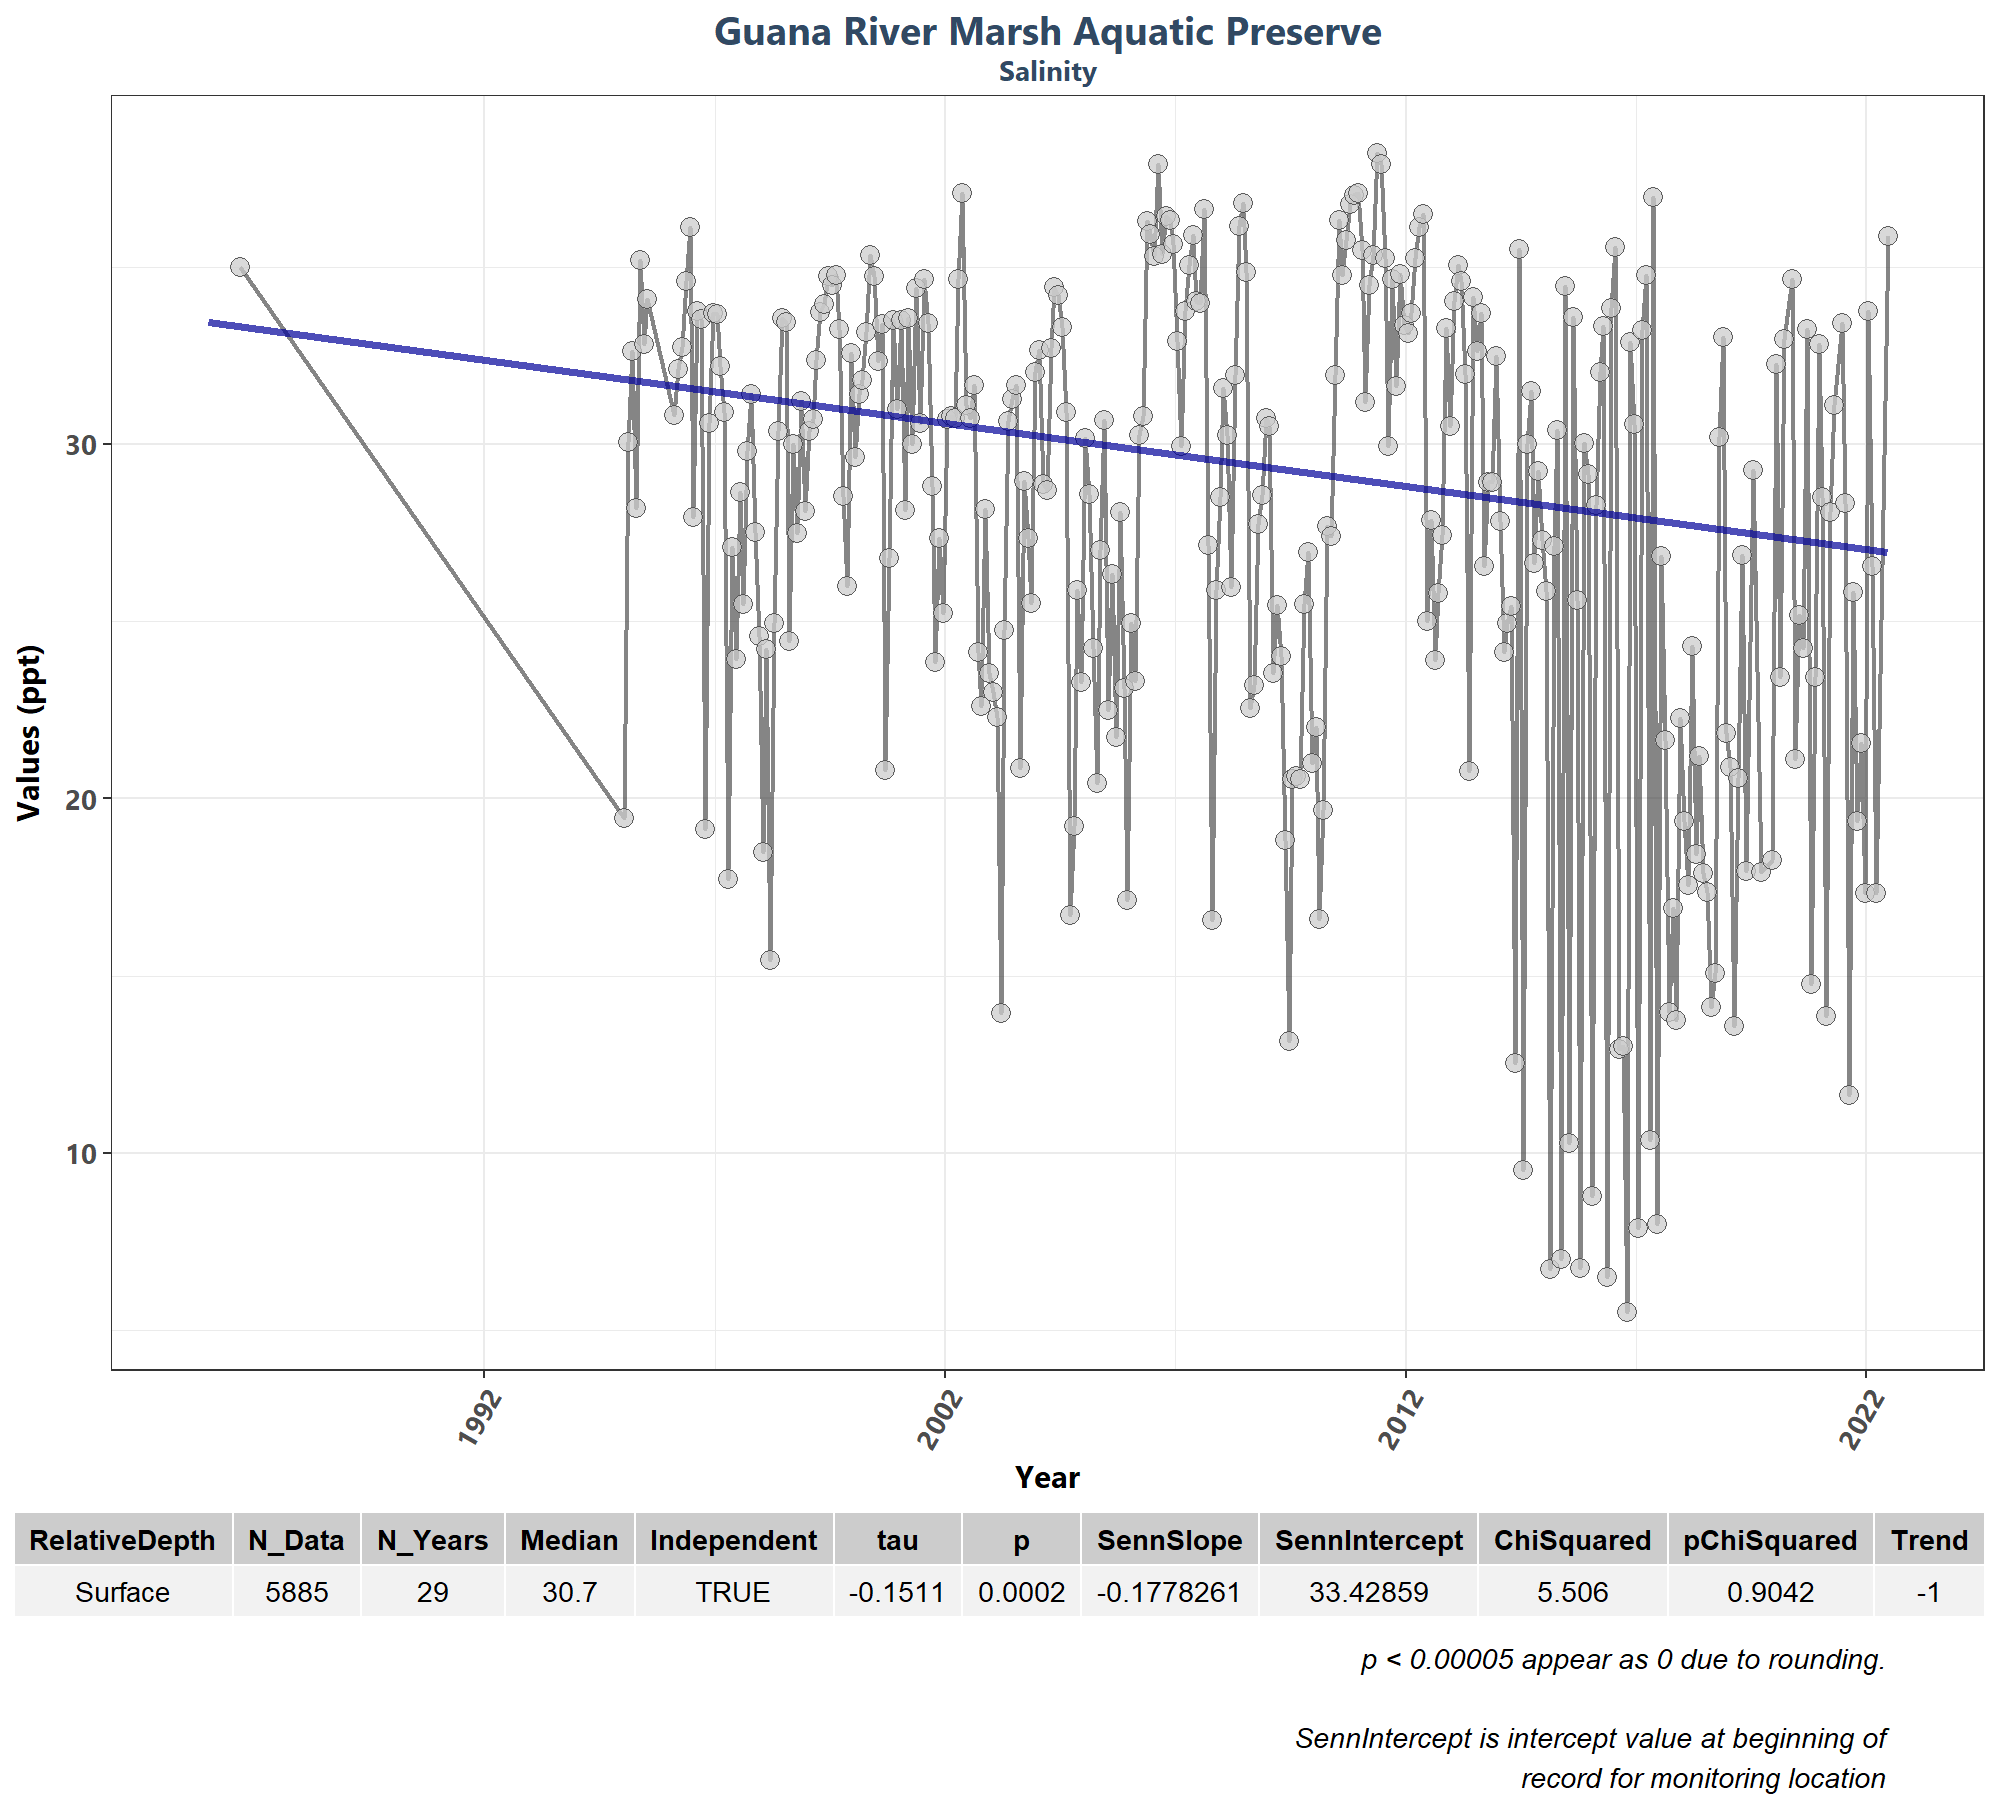 Guana River Marsh Aquatic Preserve
Salinity
Values (ppt)
30
20
10
1992
2002
2012
2022
Year
RelativeDepth N_Data N_Years Median Independent tau p SennSlope SennIntercept ChiSquared pChiSquared Trend
Surface 5885 29 30.7 TRUE -0.1511 0.0002 -0.1778261 33.42859 5.506 0.9042 -1
p < 0.00005 appear as 0 due to rounding.
SennIntercept is intercept value at beginning of
record for monitoring location